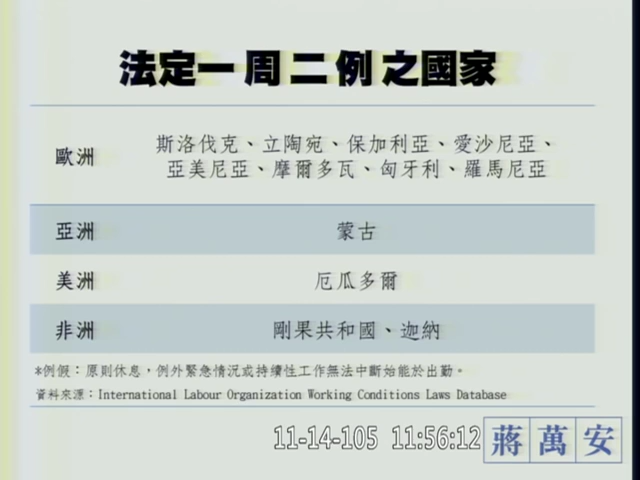 法定一周二例之國家
歐洲
斯洛伐克、立陶宛、保加利亞、愛沙尼亞、
亞美尼亞、摩爾多瓦、匈牙利、羅馬尼亞
亞洲 蒙古
美洲 厄瓜多爾
非洲 剛果共和國、迦納
*例假：原則休息，例外緊急情況或持續性工作無法中斷始能於出勤。
資料來源：International Labour Organization Working Conditions Laws Database
11-14-105 11:56:12
蔣萬安